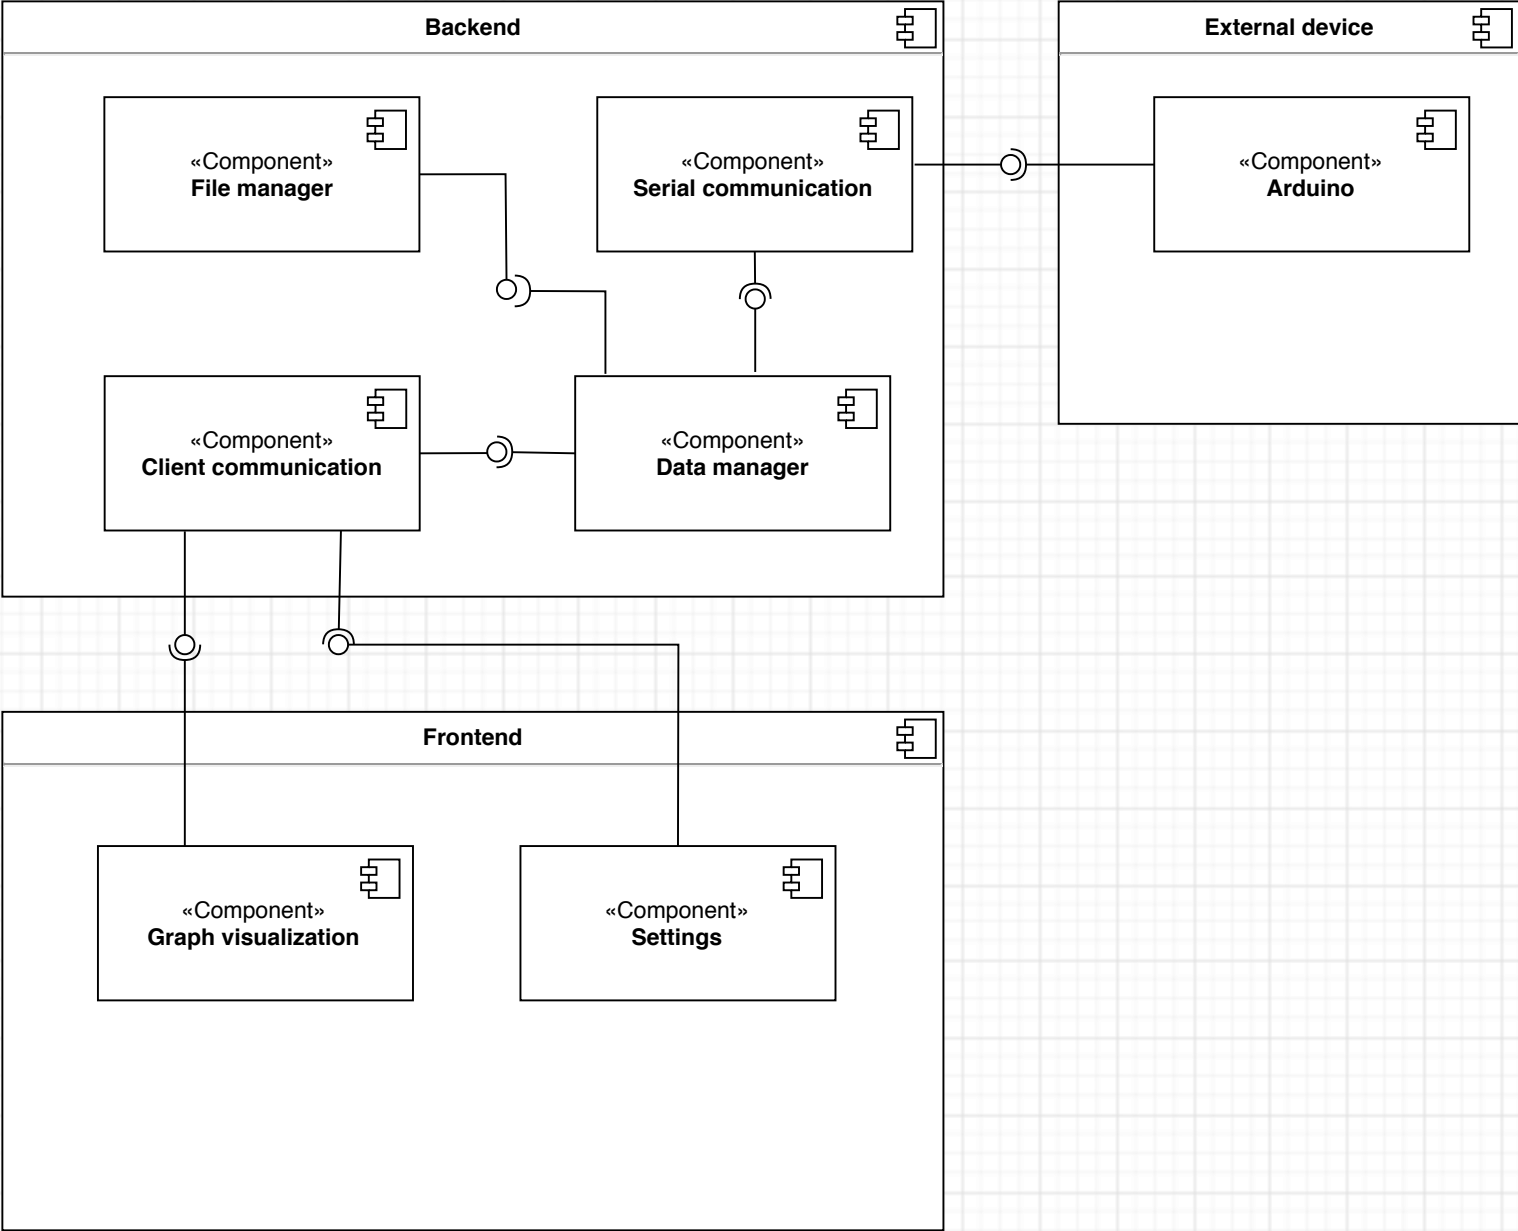 Backend
External device
«Component»
File manager
«Component»
Serial communication
«Component»
Arduino
«Component»
Client communication
«Component»
Data manager
Frontend
«Component»
Graph visualization
«Component»
Settings